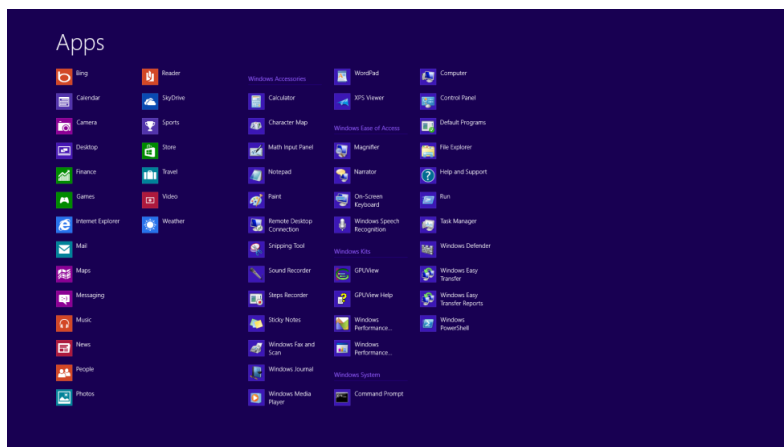 Apps
Bing
Calendar
Camera
Desktop
Finance
Games
Internet Explorer
Mail
Maps
Messaging
Music
News
People
Photos
Reader
SkyDrive
Sports
Store
Travel
Video
Weather
Windows Accessories
Calculator
Character Map
Math Input Panel
Notepad
Paint
Remote Desktop
Connection
Snipping Tool
Sound Recorder
Steps Recorder
Sticky Notes
Windows Fax and
Scan
Windows Journal
Windows Media
Player
WordPad
XPS Viewer
Windows Ease of Access
Magnifier
Narrator
On-Screen
Keyboard
Windows Speech
Recognition
Windows Kits
GPUView
GPUView Help
Windows
Performance...
Windows
Performance...
Windows System
Command Prompt
Computer
Control Panel
Default Programs
File Explorer
Help and Support
Run
Task Manager
Windows Defender
Windows Easy
Transfer
Windows Easy
Transfer Reports
Windows
PowerShell